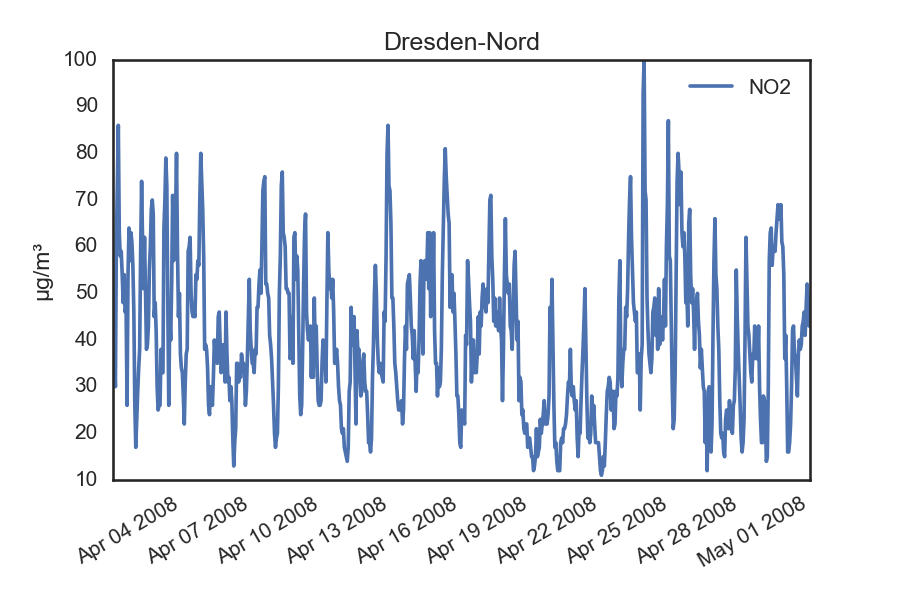 Dresden-Nord
NO2
µg/m³
100
90
80
70
60
50
40
30
20
10
Apr 04 2008
Apr 07 2008
Apr 10 2008
Apr 13 2008
Apr 16 2008
Apr 19 2008
Apr 22 2008
Apr 25 2008
Apr 28 2008
May 01 2008